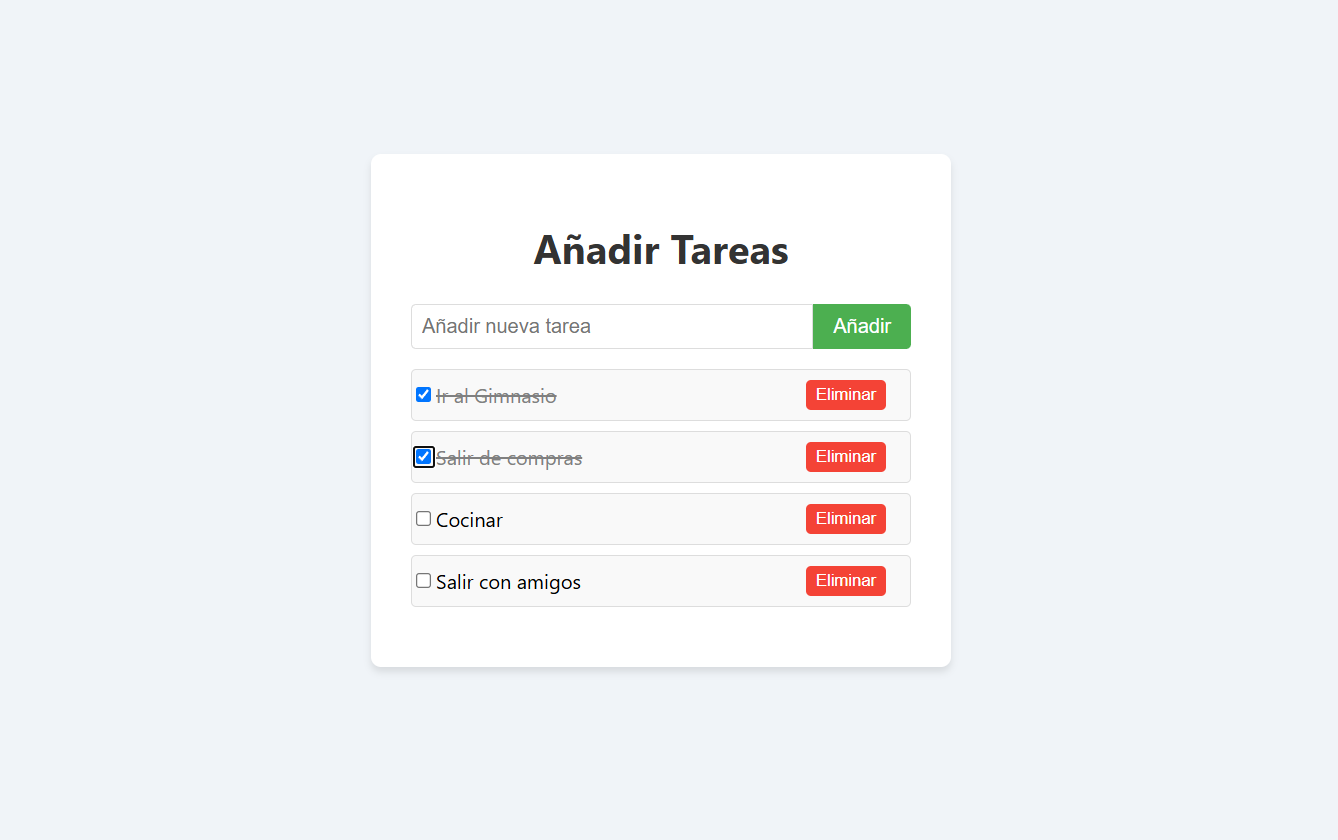 Añadir Tareas
Añadir nueva tarea Añadir
Ir al Gimnasio Eliminar
Salir de compras Eliminar
Cocinar Eliminar
Salir con amigos Eliminar